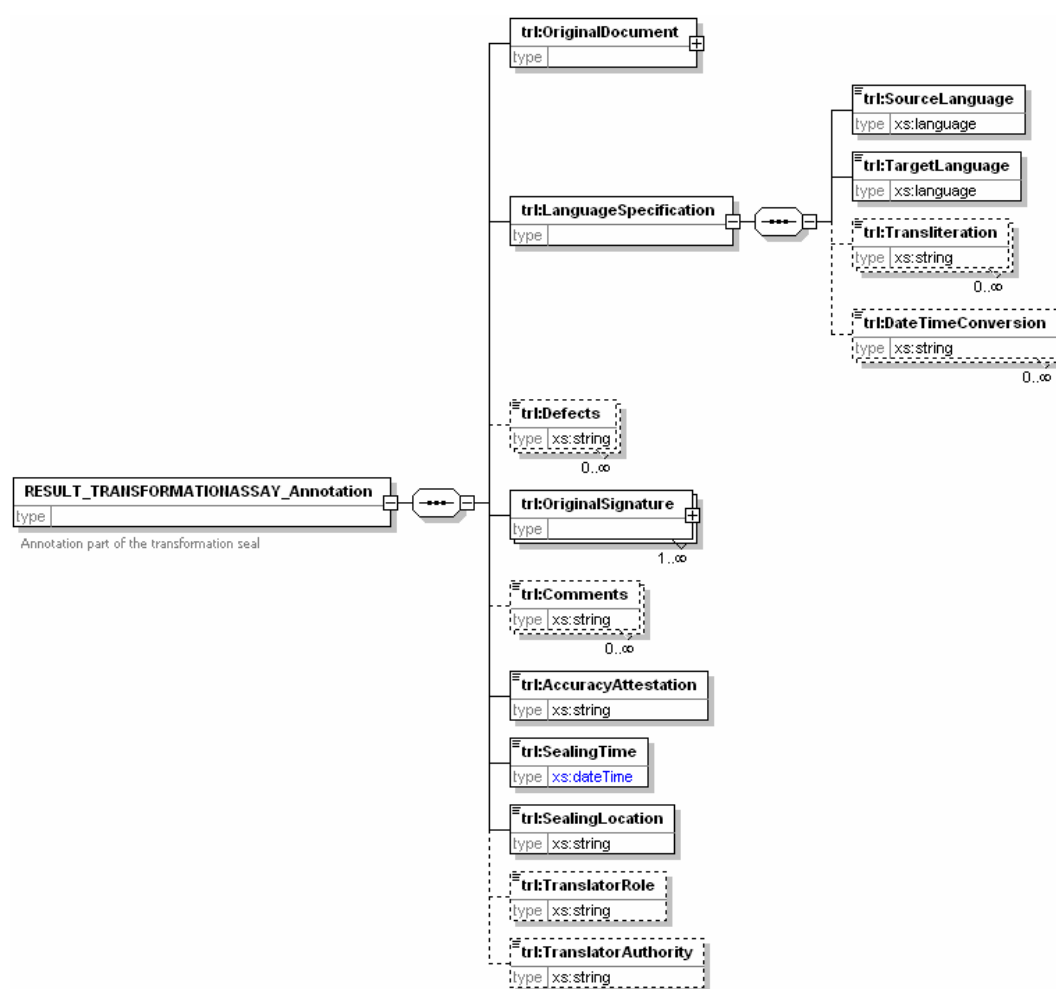 trl:OriginalDocument
type
trl:SourceLanguage
type xs:language
trl:TargetLanguage
type xs:language
trl:LanguageSpecification
type
trl:Transliteration
type xs:string
0..∞
trl:DateTimeConversion
type xs:string
0..∞
trl:Defects
type xs:string
0..∞
RESULT_TRANSFORMATIONASSAY_Annotation
type
Annotation part of the transformation seal
trl:OriginalSignature
type
1..∞
trl:Comments
type xs:string
0..∞
trl:AccuracyAttestation
type xs:string
trl:SealingTime
type xs:dateTime
trl:SealingLocation
type xs:string
trl:TranslatorRole
type xs:string
trl:TranslatorAuthority
type xs:string